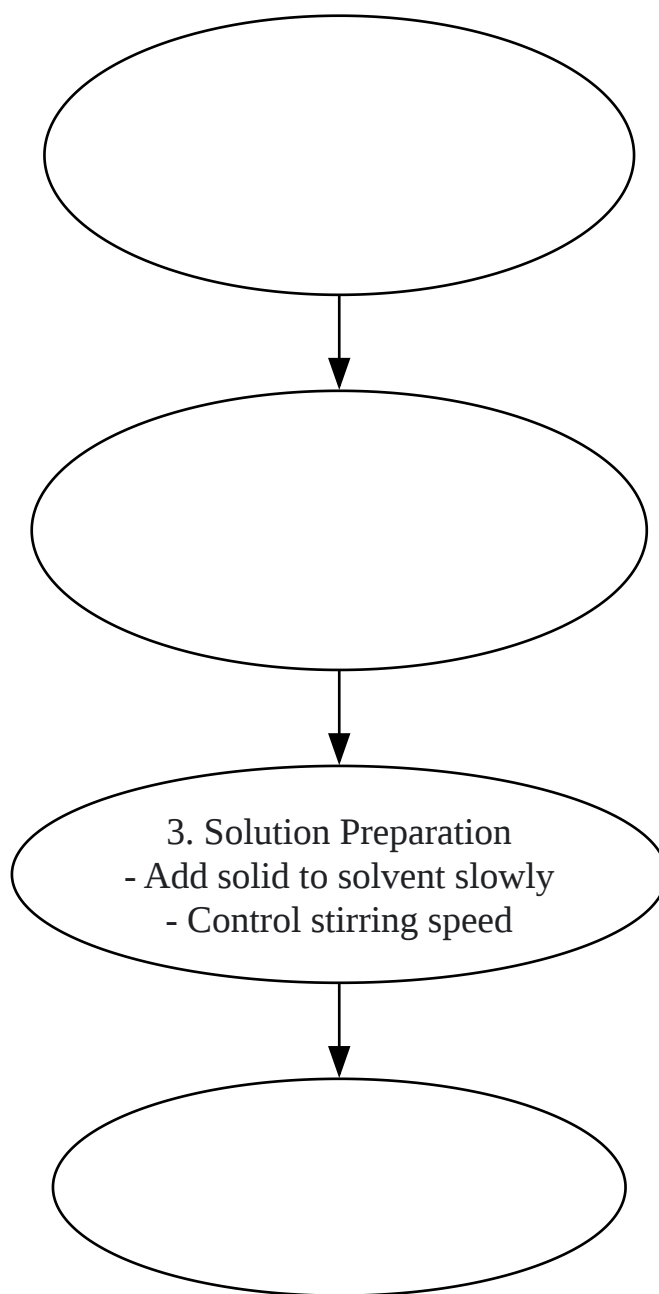 3. Solution Preparation
- Add solid to solvent slowly
- Control stirring speed